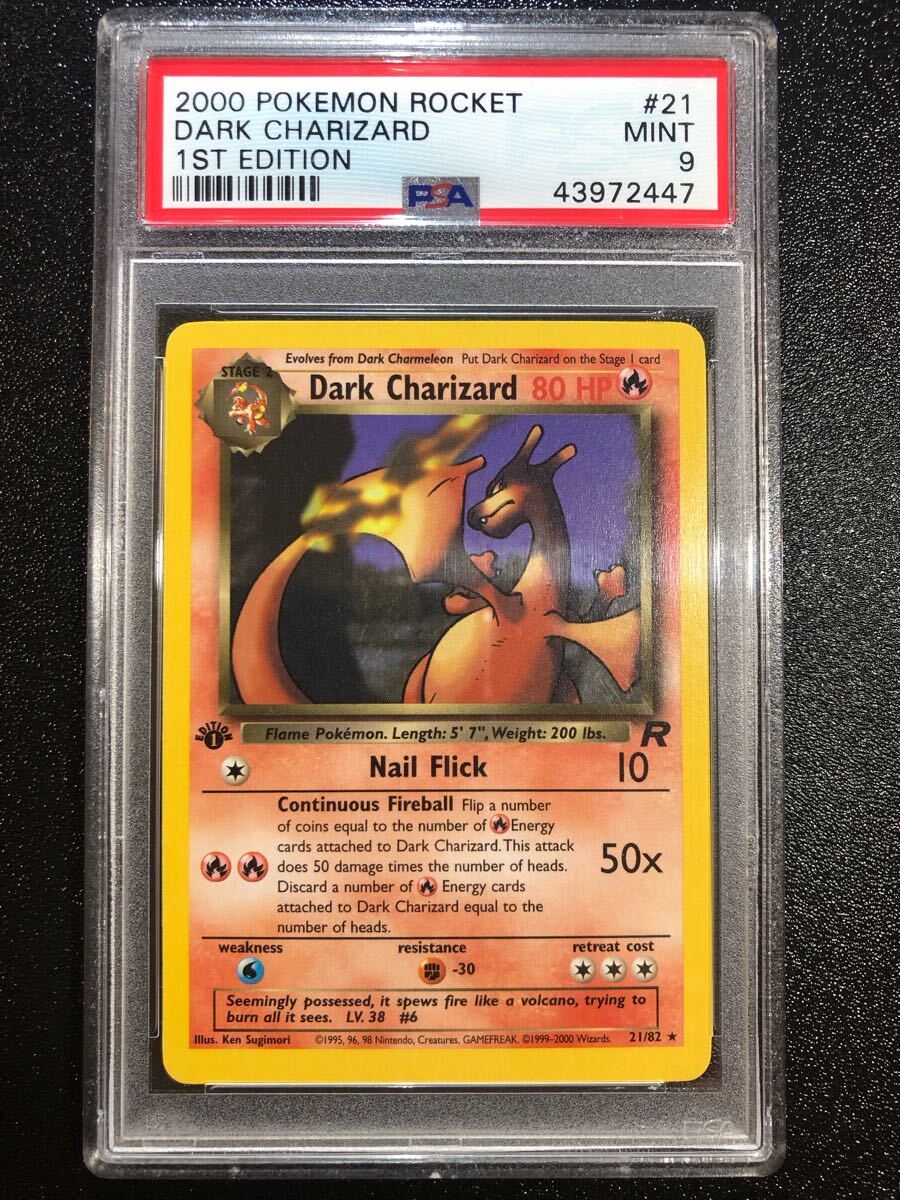 2000 POKEMON ROCKET #21
DARK CHARIZARD MINT
1ST EDITION 9
PSA 43972447
Evolves from Dark Charmeleon Put Dark Charizard on the Stage 1 card
STAGE 2
Dark Charizard 80 HP
EDITION
1
Flame Pokémon. Length: 5' 7", Weight: 200 lbs.
R
Nail Flick 10
Continuous Fireball Flip a number
of coins equal to the number of Energy
cards attached to Dark Charizard. This attack
does 50 damage times the number of heads.
Discard a number of Energy cards
attached to Dark Charizard equal to the
number of heads.
50x
weakness resistance retreat cost
-30
Seemingly possessed, it spews fire like a volcano, trying to
burn all it sees. LV. 38 #6
Illus. Ken Sugimori ©1995, 96, 98 Nintendo, Creatures, GAMEFREAK. ©1999-2000 Wizards. 21/82 ★
PSA